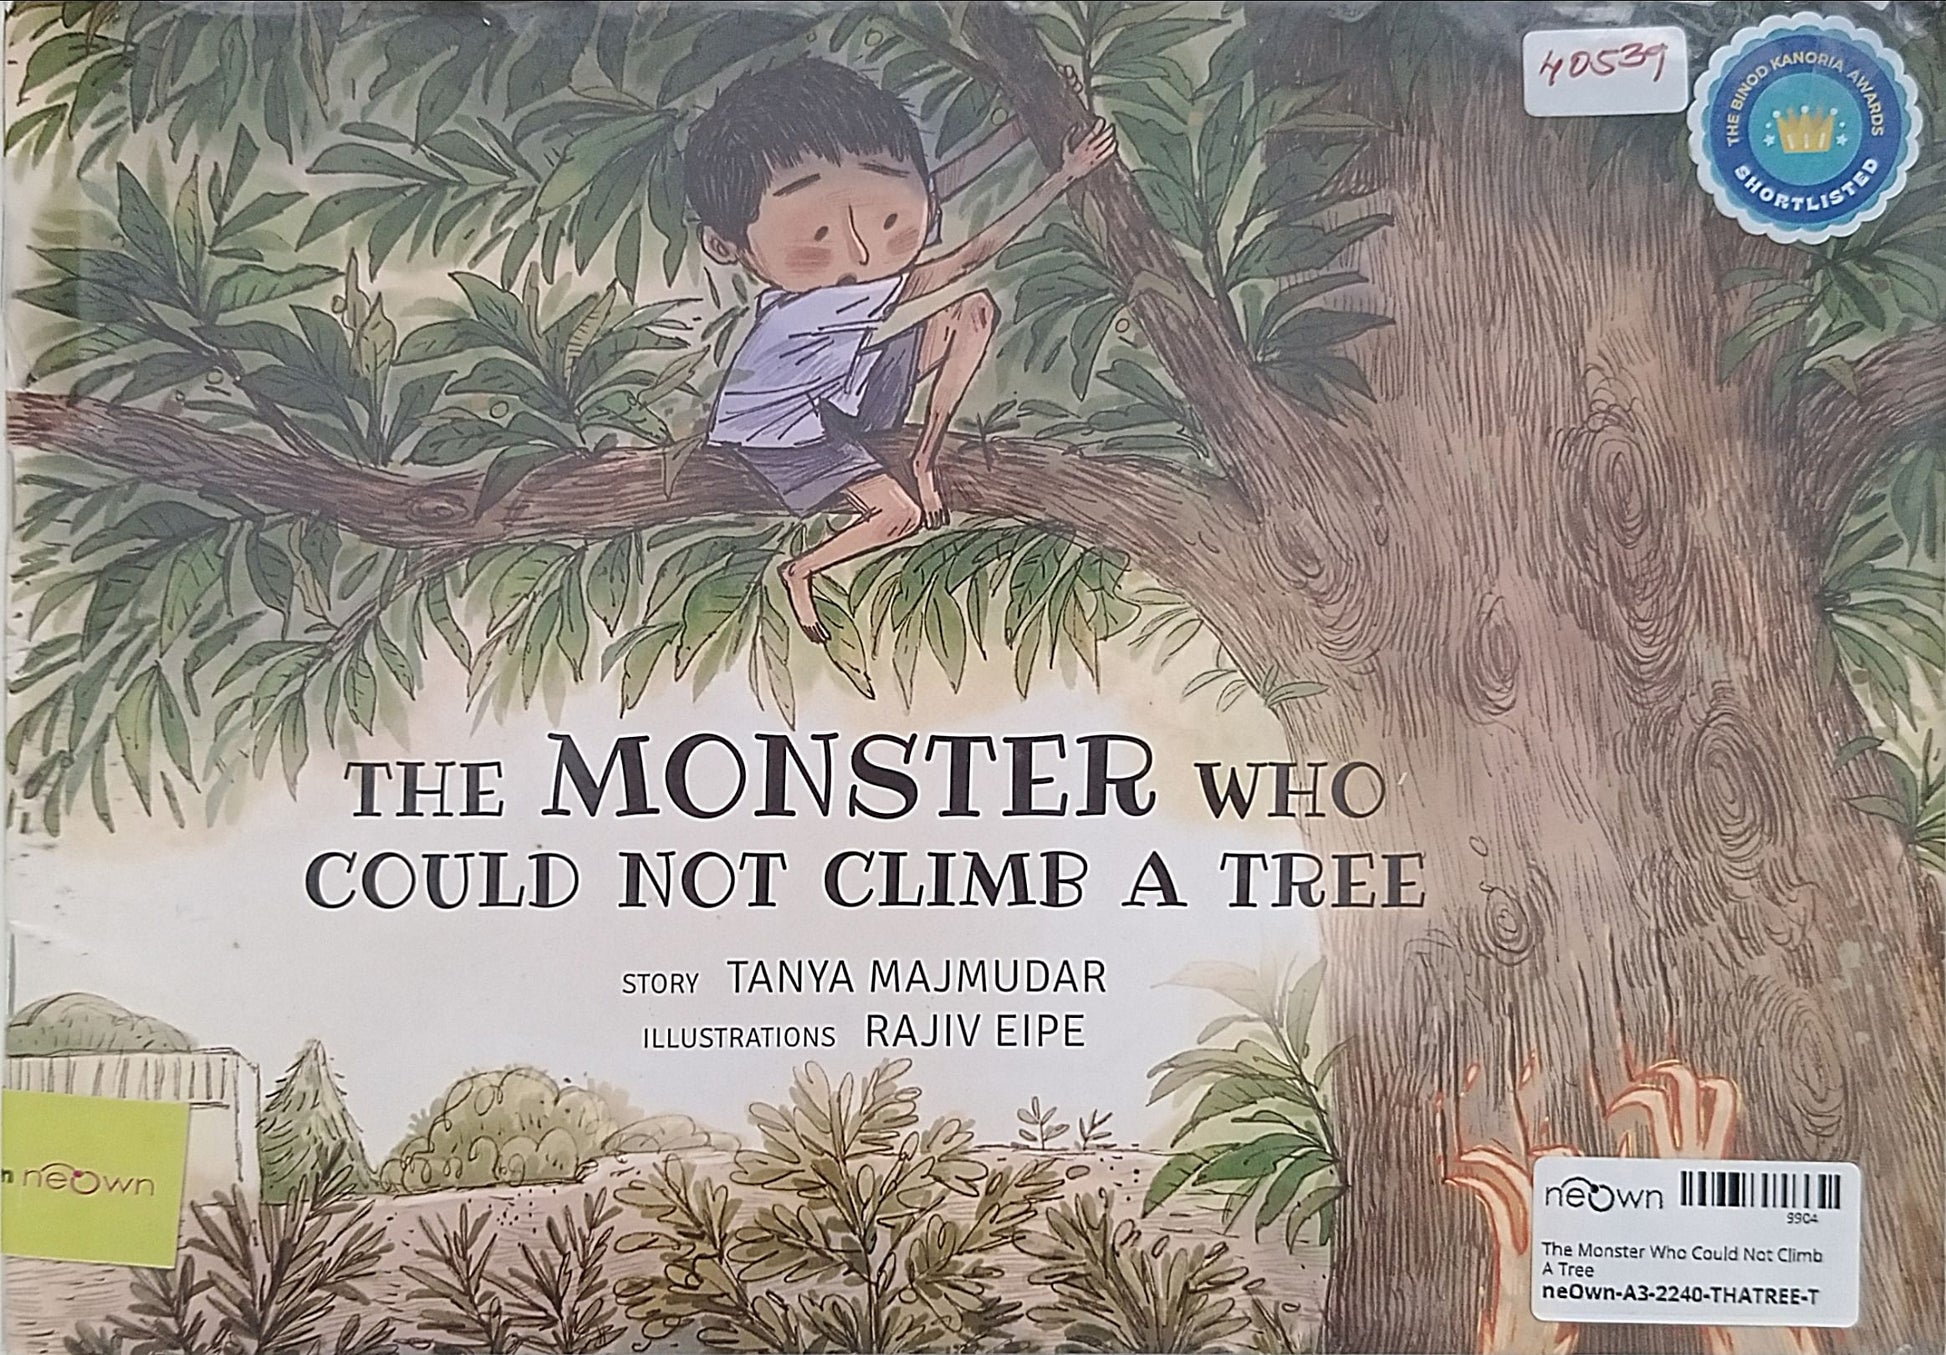 40539
THE BINOD KANORIA AWARDS
SHORTLISTED
THE MONSTER WHO
COULD NOT CLIMB A TREE
STORY TANYA MAJMUDAR
ILLUSTRATIONS RAJIV EIPE
n neOwn
neOwn
9904
The Monster Who Could Not Climb
A Tree
neOwn-A3-2240-THATREE-T